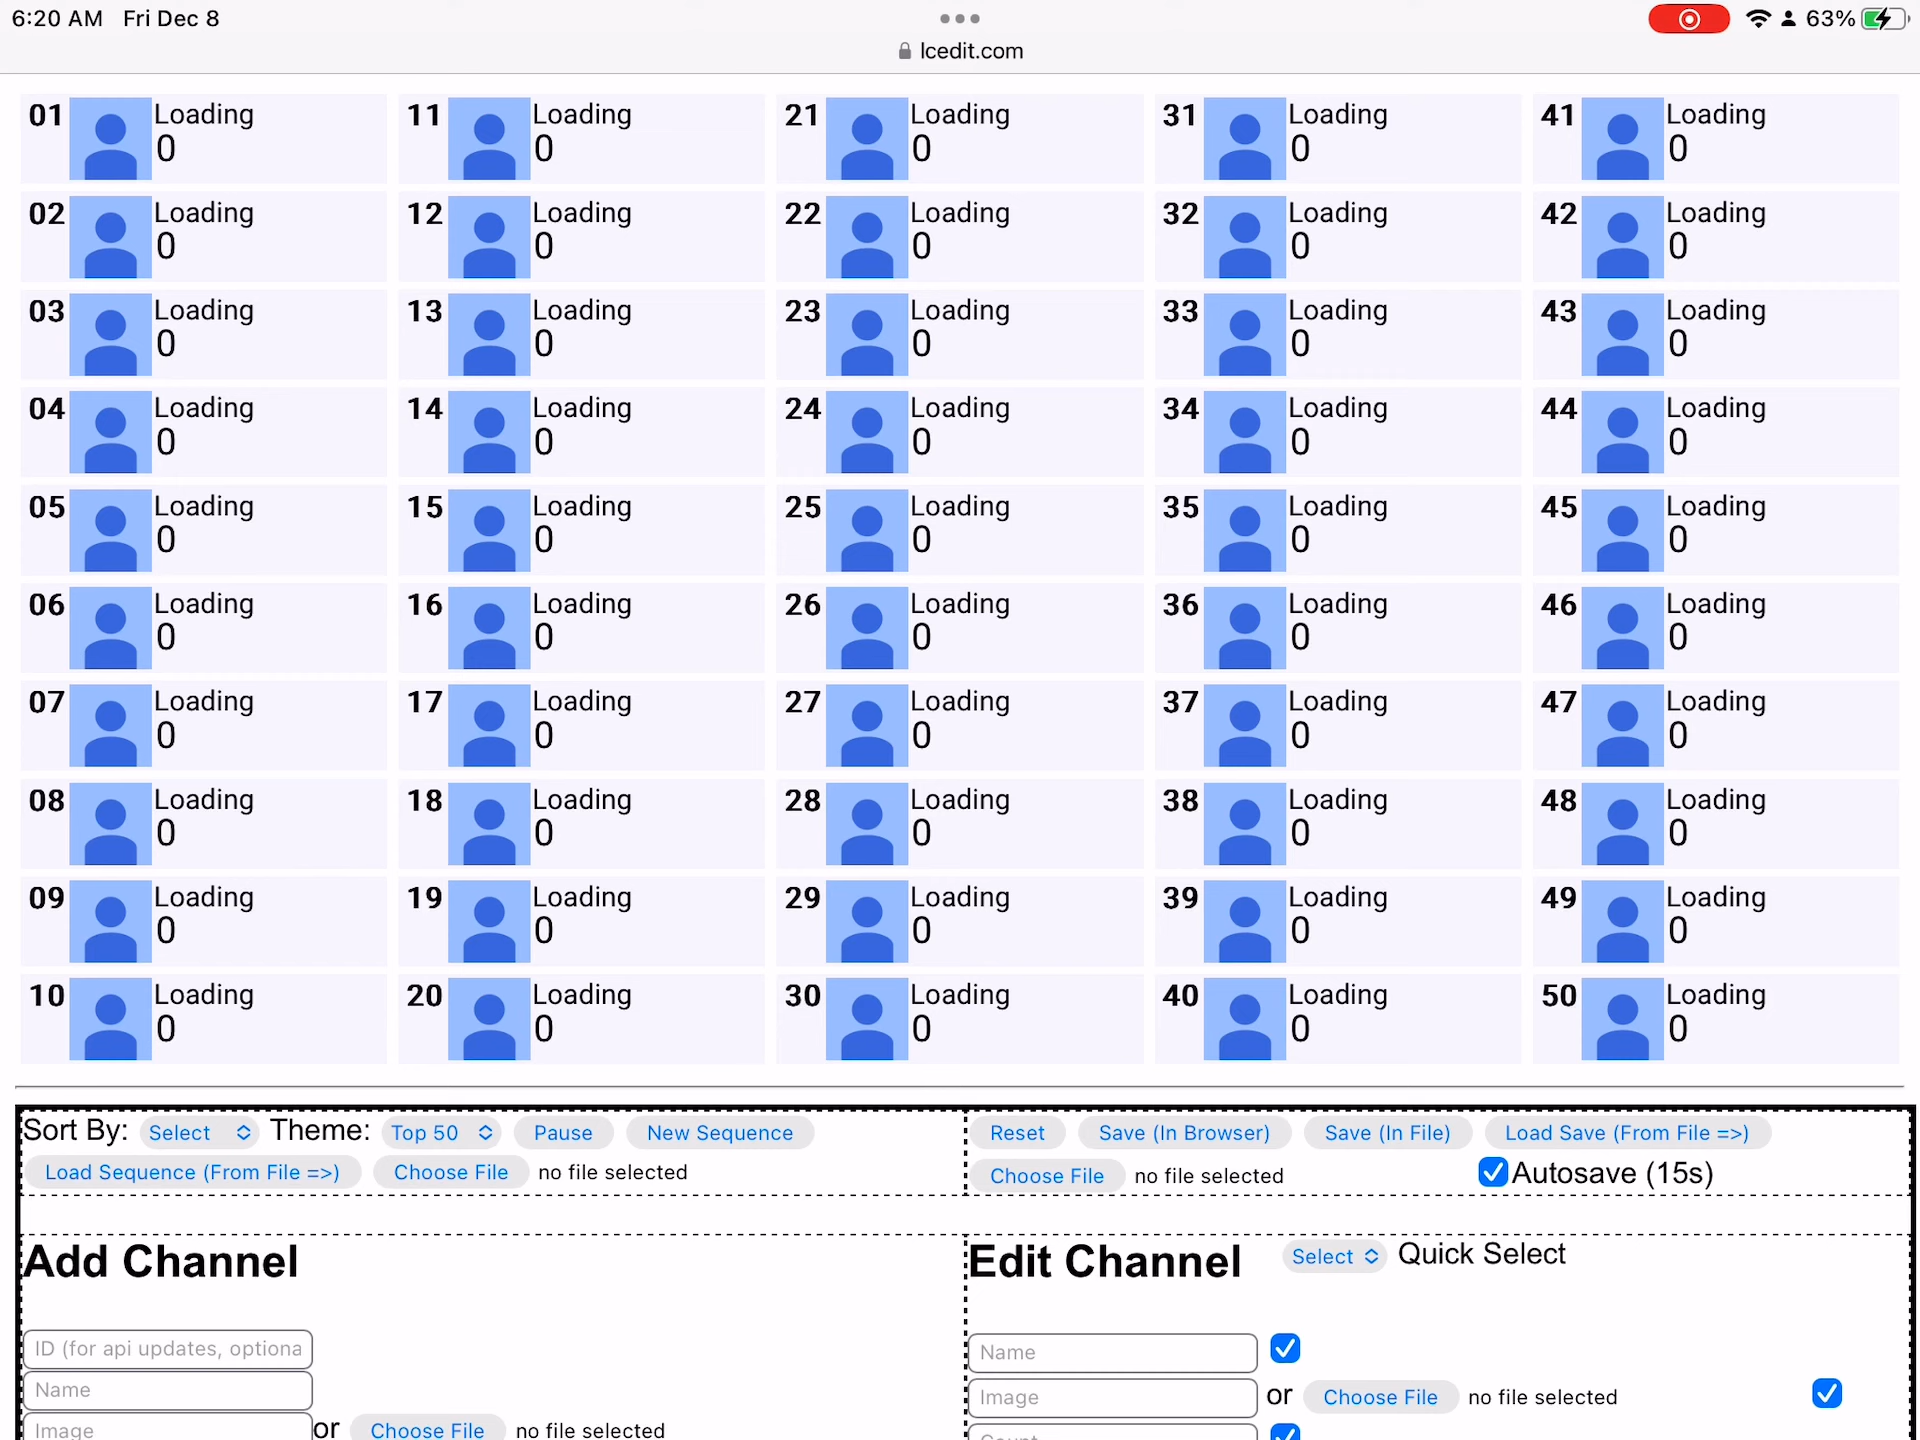 6:20 AM Fri Dec 8
63%
lcedit.com
01 Loading 11 Loading 21 Loading 31 Loading 41 Loading
0 0 0 0 0
02 Loading 12 Loading 22 Loading 32 Loading 42 Loading
0 0 0 0 0
03 Loading 13 Loading 23 Loading 33 Loading 43 Loading
0 0 0 0 0
04 Loading 14 Loading 24 Loading 34 Loading 44 Loading
0 0 0 0 0
05 Loading 15 Loading 25 Loading 35 Loading 45 Loading
0 0 0 0 0
06 Loading 16 Loading 26 Loading 36 Loading 46 Loading
0 0 0 0 0
07 Loading 17 Loading 27 Loading 37 Loading 47 Loading
0 0 0 0 0
08 Loading 18 Loading 28 Loading 38 Loading 48 Loading
0 0 0 0 0
09 Loading 19 Loading 29 Loading 39 Loading 49 Loading
0 0 0 0 0
10 Loading 20 Loading 30 Loading 40 Loading 50 Loading
0 0 0 0 0
Sort By: Select Theme: Top 50 Pause New Sequence
Load Sequence (From File =>) Choose File no file selected
Reset Save (In Browser) Save (In File) Load Save (From File =>)
Choose File no file selected Autosave (15s)
Add Channel
ID (for api updates, optiona
Name
Image or Choose File no file selected
Edit Channel Select Quick Select
Name
Image or Choose File no file selected